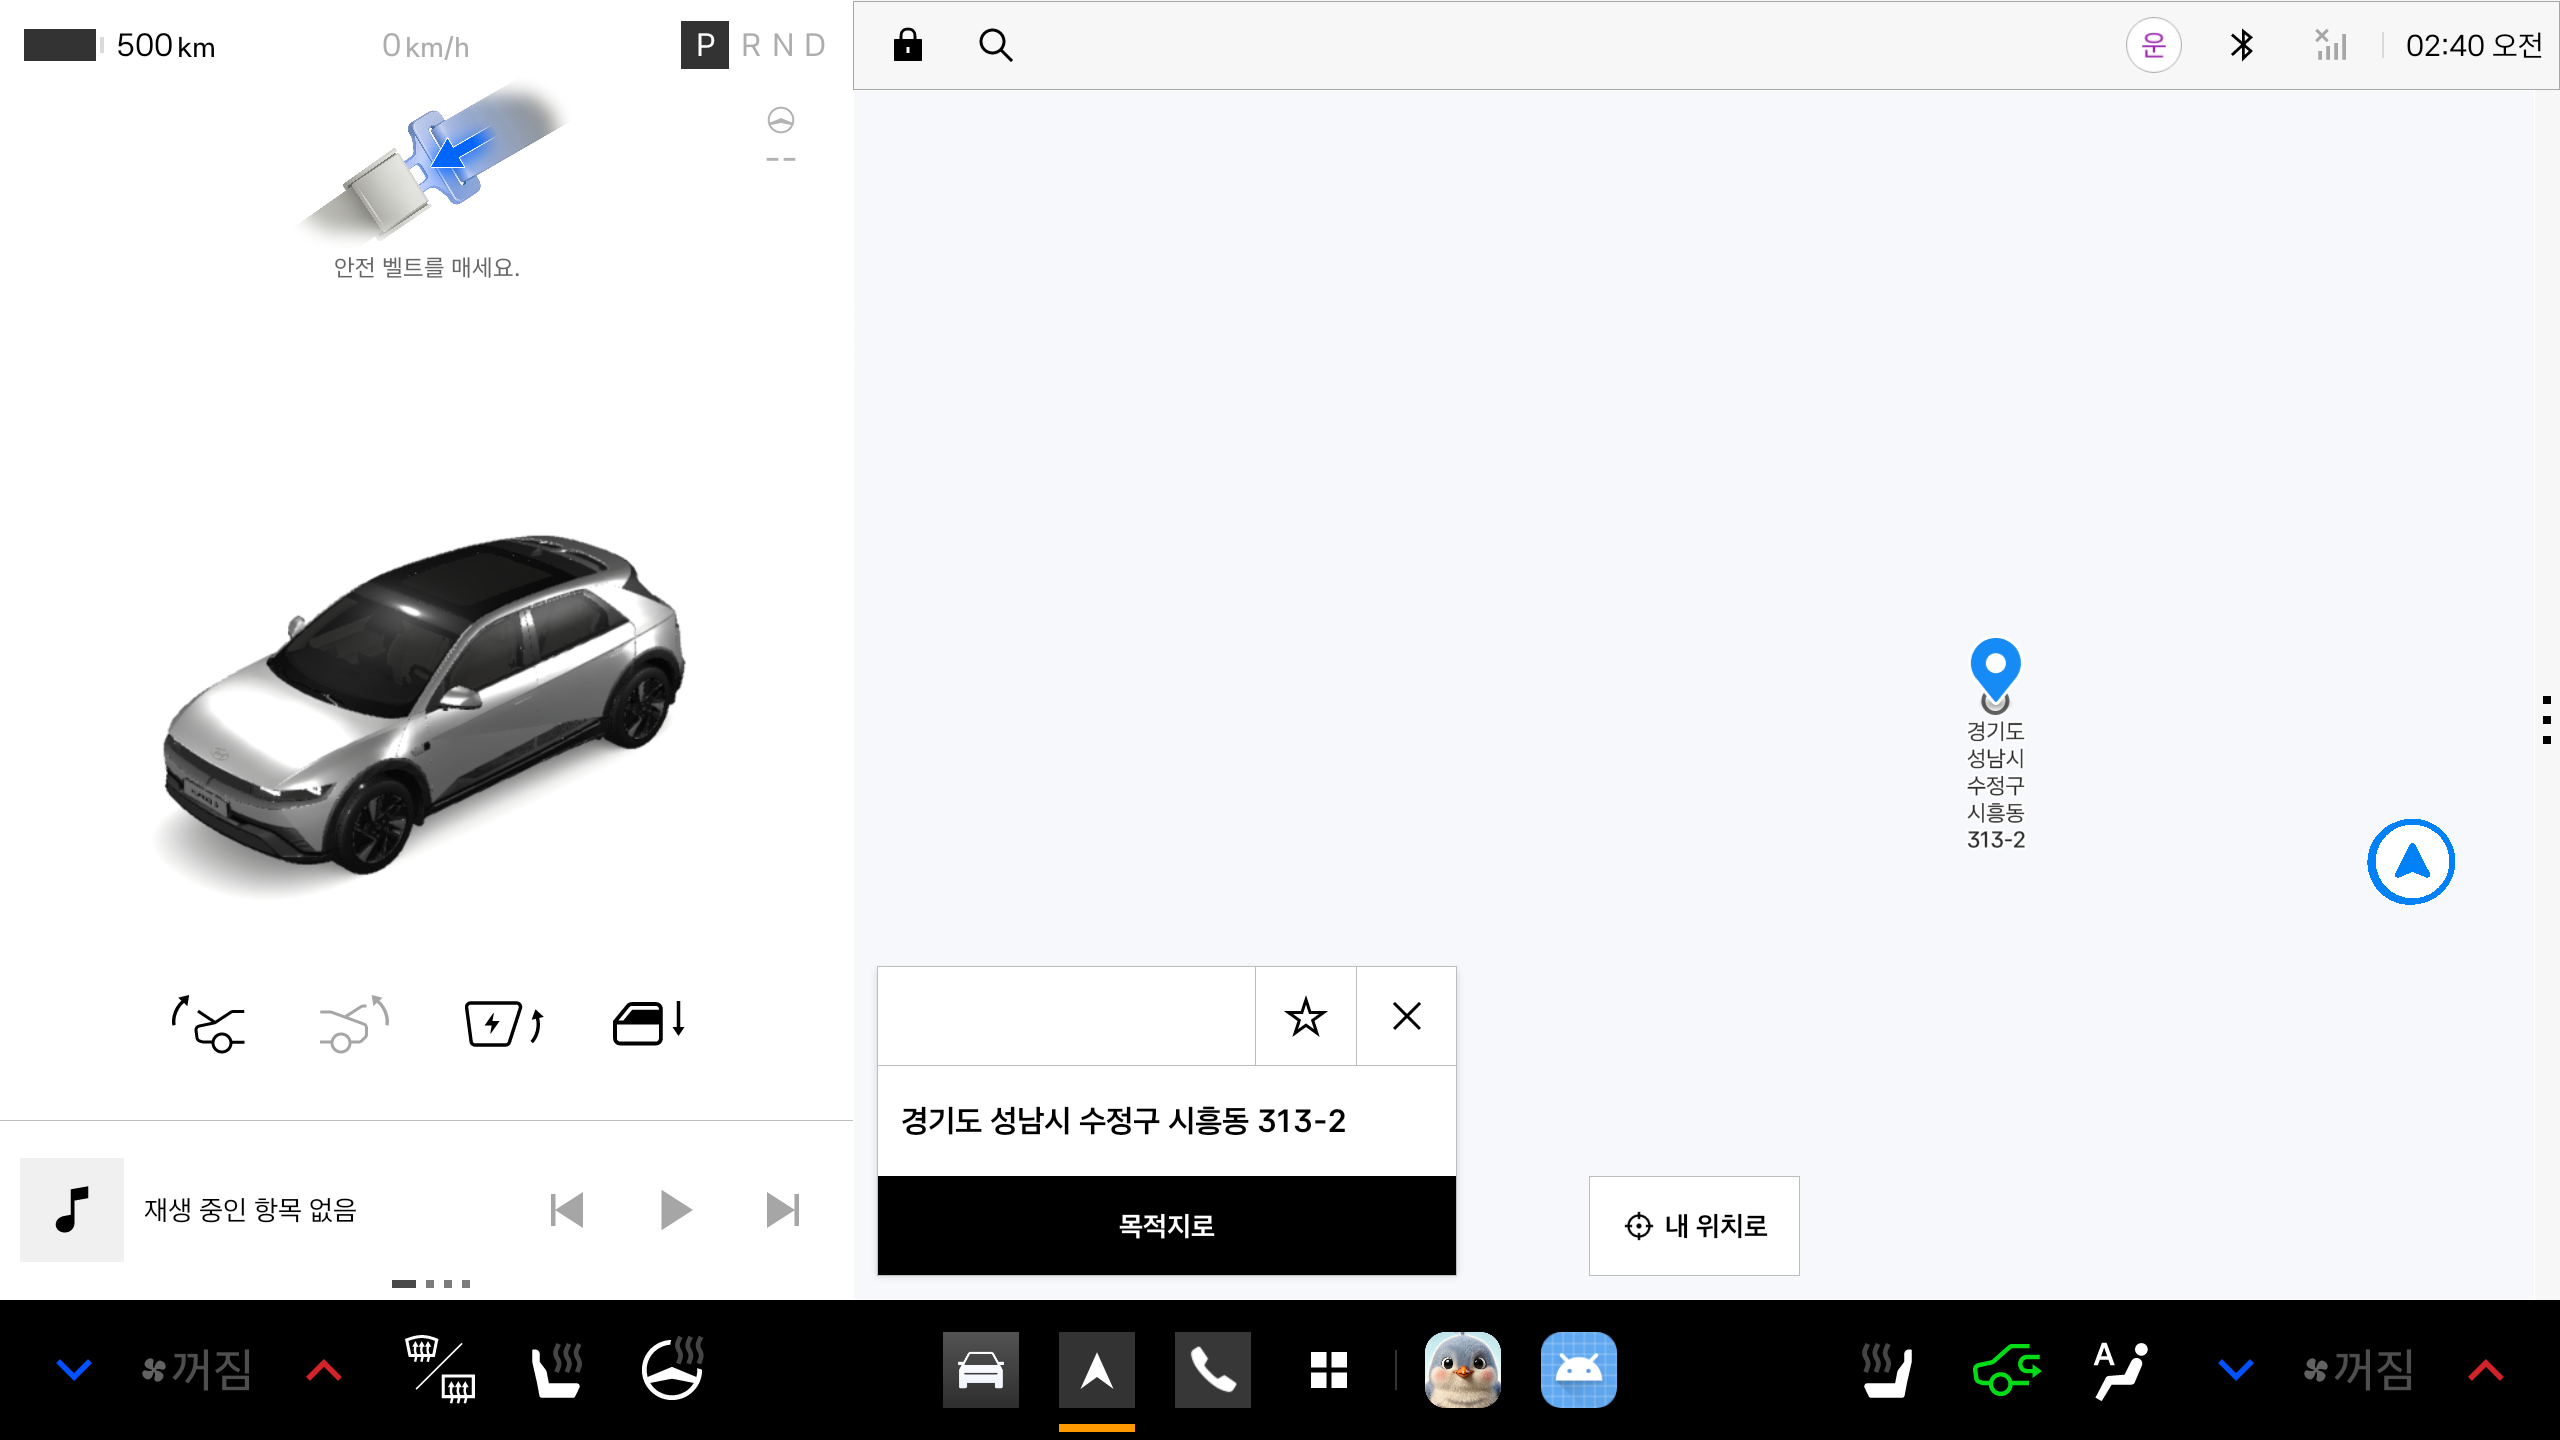 500 km
0 km/h
P R N D
운
02:40 오전
--
안전 벨트를 매세요.
경기도
성남시
수정구
시흥동
313-2
경기도 성남시 수정구 시흥동 313-2
목적지로
내 위치로
재생 중인 항목 없음
꺼짐
A
꺼짐